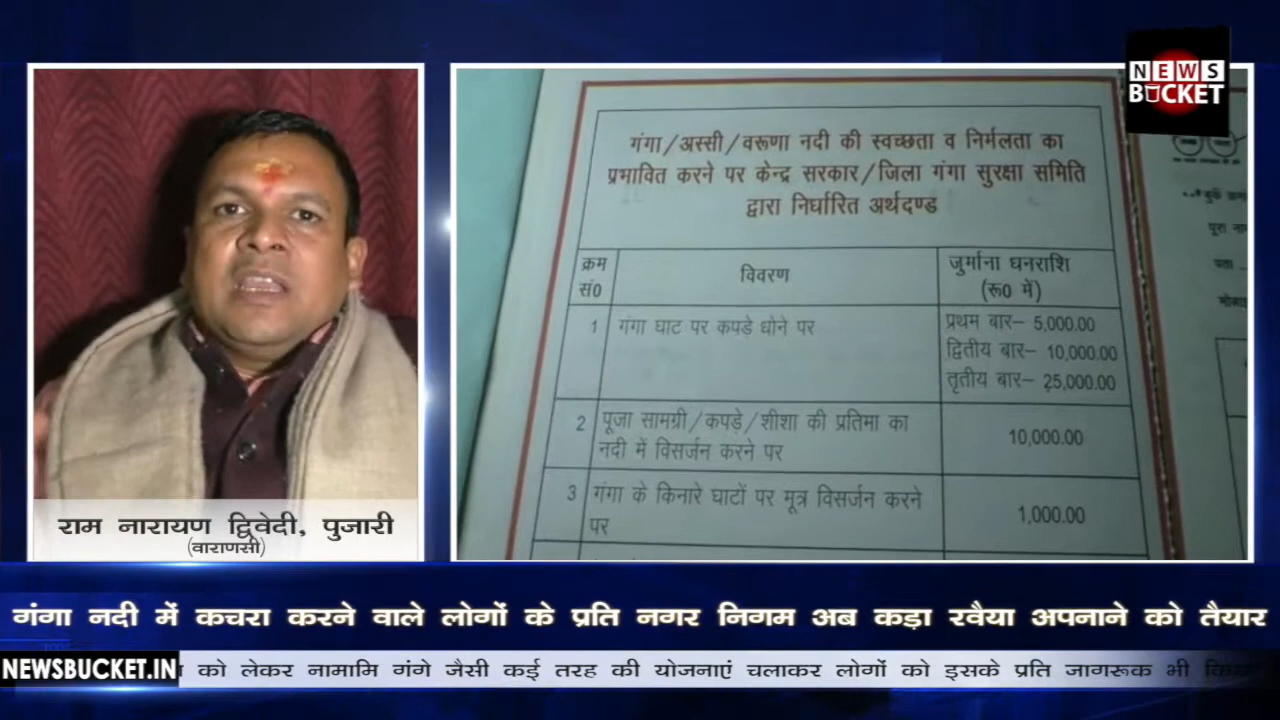 NEWS
BUCKET
गंगा/अस्सी/वरूणा नदी की स्वच्छता व निर्मलता का
प्रभावित करने पर केन्द्र सरकार/जिला गंगा सुरक्षा समिति
द्वारा निर्धारित अर्थदण्ड
क्रम सं0
विवरण
जुर्माना धनराशि
(रू0 में)
1 गंगा घाट पर कपड़े धोने पर
प्रथम बार– 5,000.00
द्वितीय बार– 10,000.00
तृतीय बार– 25,000.00
2 पूजा सामग्री/कपड़े/शीशा की प्रतिमा का
नदी में विसर्जन करने पर
10,000.00
3 गंगा के किनारे घाटों पर मूत्र विसर्जन करने
पर
1,000.00
पूरा
पता
राम नारायण द्विवेदी, पुजारी
(वाराणसी)
गंगा नदी में कचरा करने वाले लोगों के प्रति नगर निगम अब कड़ा रवैया अपनाने को तैयार
NEWSBUCKET.IN को लेकर नामामि गंगे जैसी कई तरह की योजनाएं चलाकर लोगों को इसके प्रति जागरूक भी